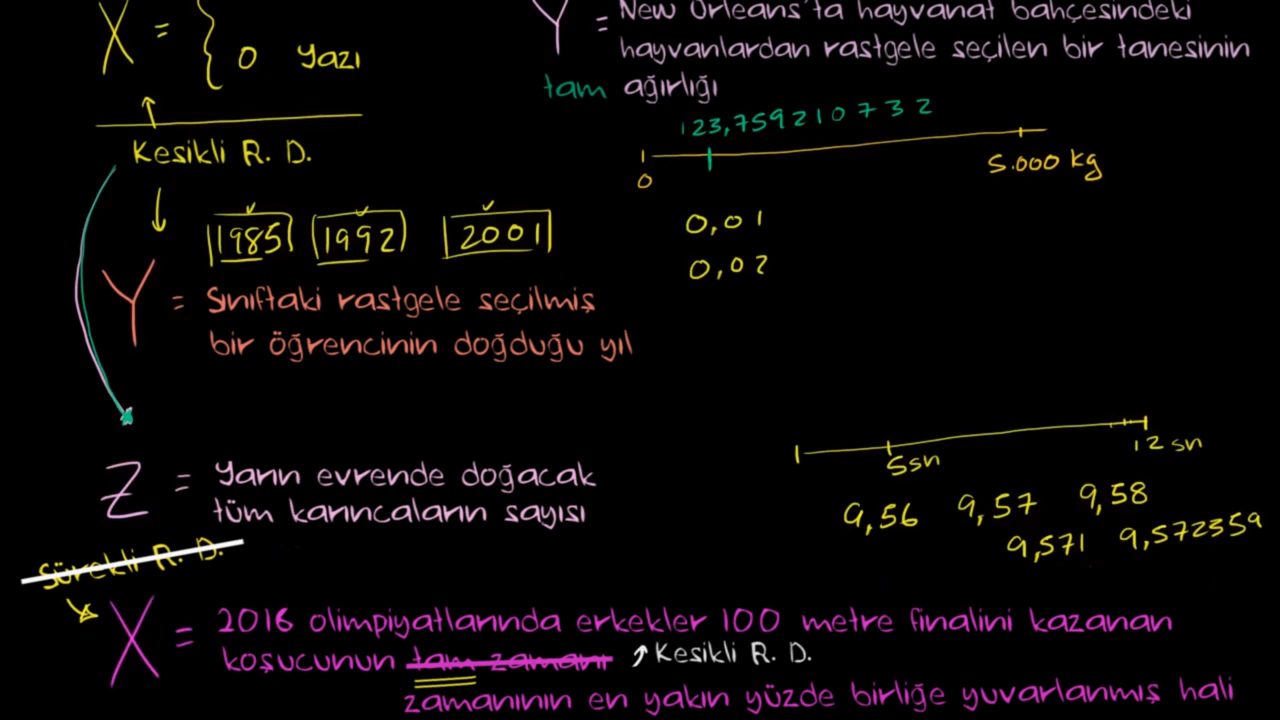 X = { 0 yazı
Kesikli R. D.
1985 1992 2001
Y = Sınıftaki rastgele seçilmiş
bir öğrencinin doğduğu yıl
Z = Yarın evrende doğacak
tüm karıncaların sayısı
Y = New Orleans'ta hayvanat bahçesindeki
hayvanlardan rastgele seçilen bir tanesinin
tam ağırlığı
123,759210732
0 5.000 kg
0,01
0,02
5sn 12 sn
9,56 9,57 9,58
9,571 9,572359
Sürekli R. D.
X = 2016 olimpiyatlarında erkekler 100 metre finalini kazanan
koşucunun tam zamanı Kesikli R. D.
zamanının en yakın yüzde birliğe yuvarlanmış hali